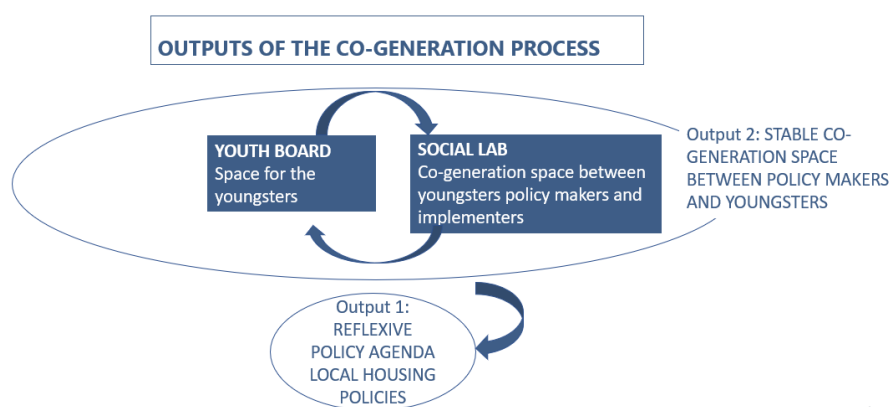 OUTPUTS OF THE CO-GENERATION PROCESS
YOUTH BOARD
Space for the
youngsters
SOCIAL LAB
Co-generation space between
youngsters policy makers and
implementers
Output 2: STABLE CO-
GENERATION SPACE
BETWEEN POLICY MAKERS
AND YOUNGSTERS
Output 1:
REFLEXIVE
POLICY AGENDA
LOCAL HOUSING
POLICIES